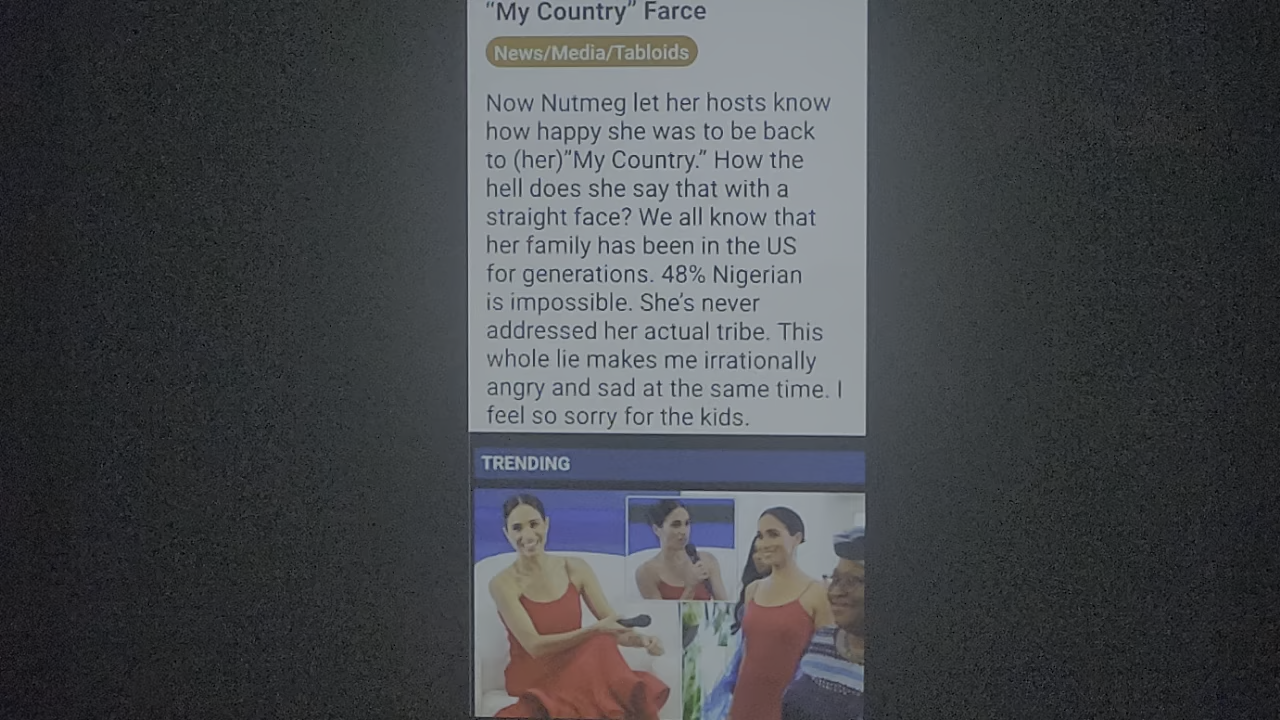 “My Country” Farce
News/Media/Tabloids
Now Nutmeg let her hosts know
how happy she was to be back
to (her)”My Country.” How the
hell does she say that with a
straight face? We all know that
her family has been in the US
for generations. 48% Nigerian
is impossible. She’s never
addressed her actual tribe. This
whole lie makes me irrationally
angry and sad at the same time. I
feel so sorry for the kids.
TRENDING